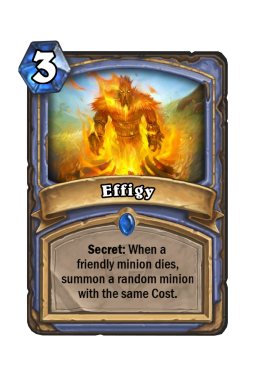 3
Effigy
Secret: When a
friendly minion dies,
summon a random minion
with the same Cost.